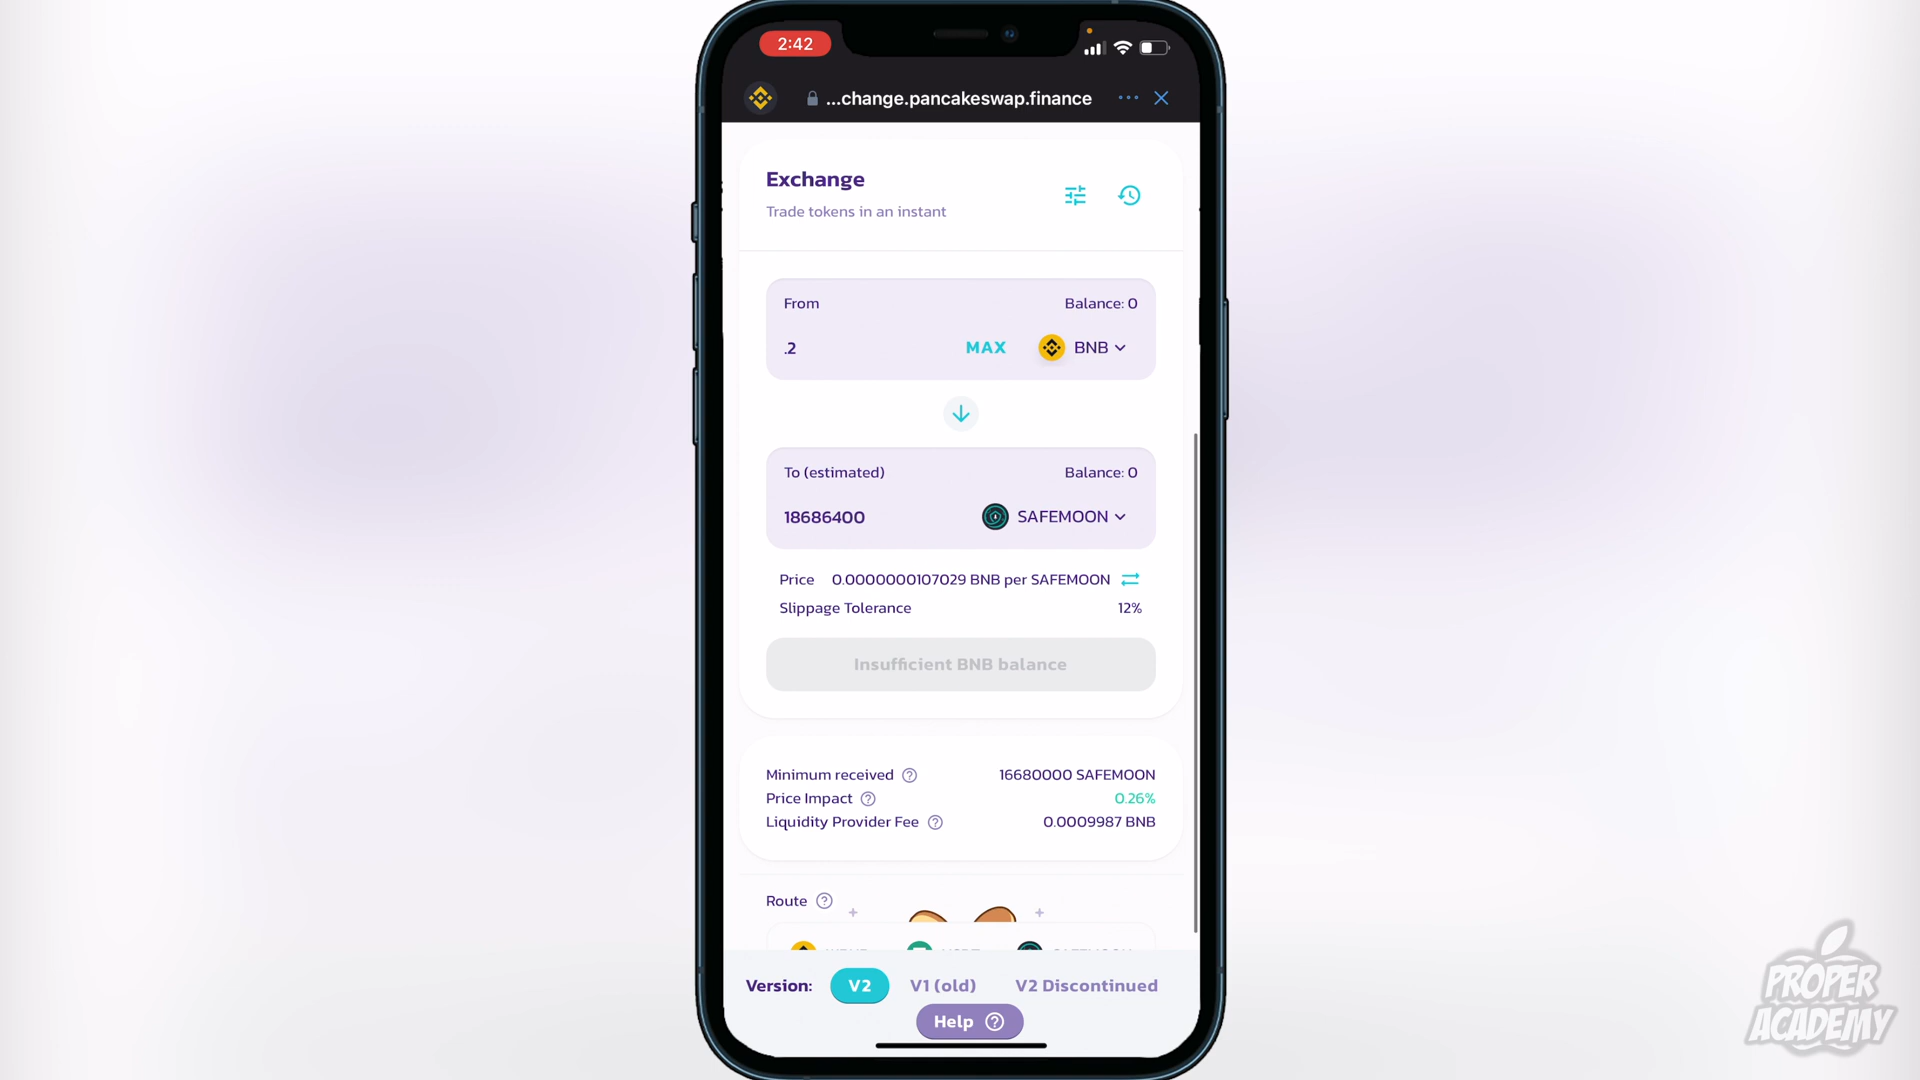 2:42
...change.pancakeswap.finance
Exchange
Trade tokens in an instant
From Balance: 0
.2 MAX BNB
To (estimated) Balance: 0
18686400 SAFEMOON
Price 0.0000000107029 BNB per SAFEMOON
Slippage Tolerance 12%
Insufficient BNB balance
Minimum received 16680000 SAFEMOON
Price Impact 0.26%
Liquidity Provider Fee 0.0009987 BNB
Route
Version: V2 V1 (old) V2 Discontinued
Help
PROPER
ACADEMY